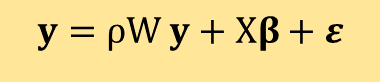 y = ρW y + Xβ + ε